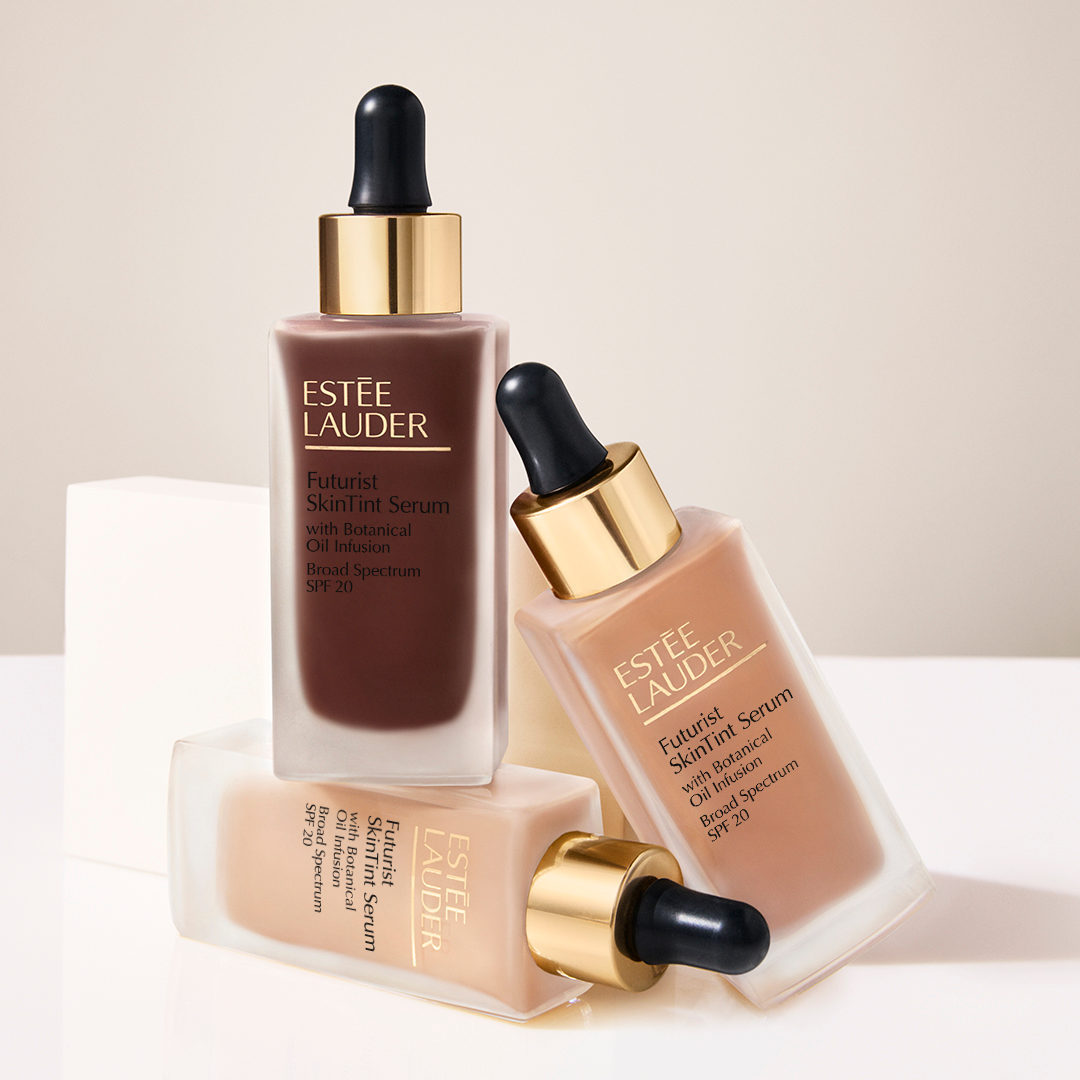 ESTĒE
LAUDER
Futurist
SkinTint Serum
with Botanical
Oil Infusion
Broad Spectrum
SPF 20
ESTĒE
LAUDER
Futurist
SkinTint Serum
with Botanical
Oil Infusion
Broad Spectrum
SPF 20
ESTĒE
LAUDER
Futurist
SkinTint Serum
with Botanical
Oil Infusion
Broad Spectrum
SPF 20